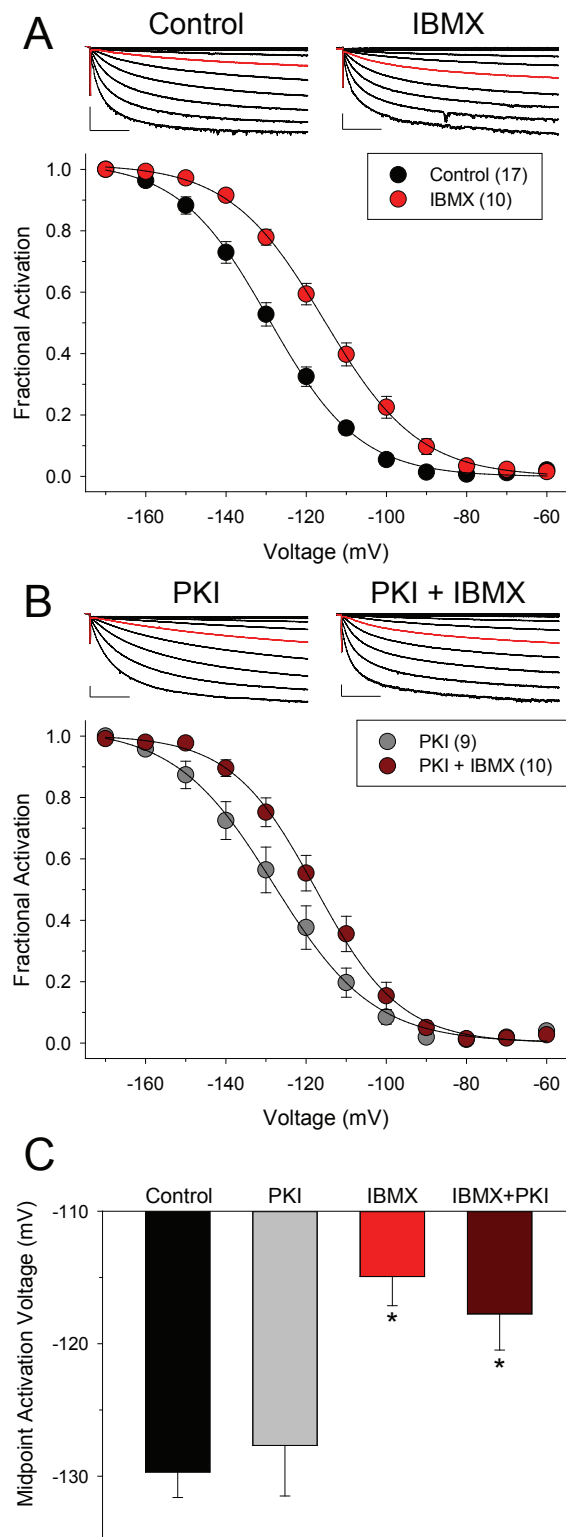 A
Control IBMX
Control (17)
IBMX (10)
Fractional Activation
1.0
0.8
0.6
0.4
0.2
0.0
-160 -140 -120 -100 -80 -60
Voltage (mV)
B
PKI PKI + IBMX
PKI (9)
PKI + IBMX (10)
Fractional Activation
1.0
0.8
0.6
0.4
0.2
0.0
-160 -140 -120 -100 -80 -60
Voltage (mV)
C
Control PKI IBMX IBMX+PKI
Midpoint Activation Voltage (mV)
-110
-120
-130
*
*